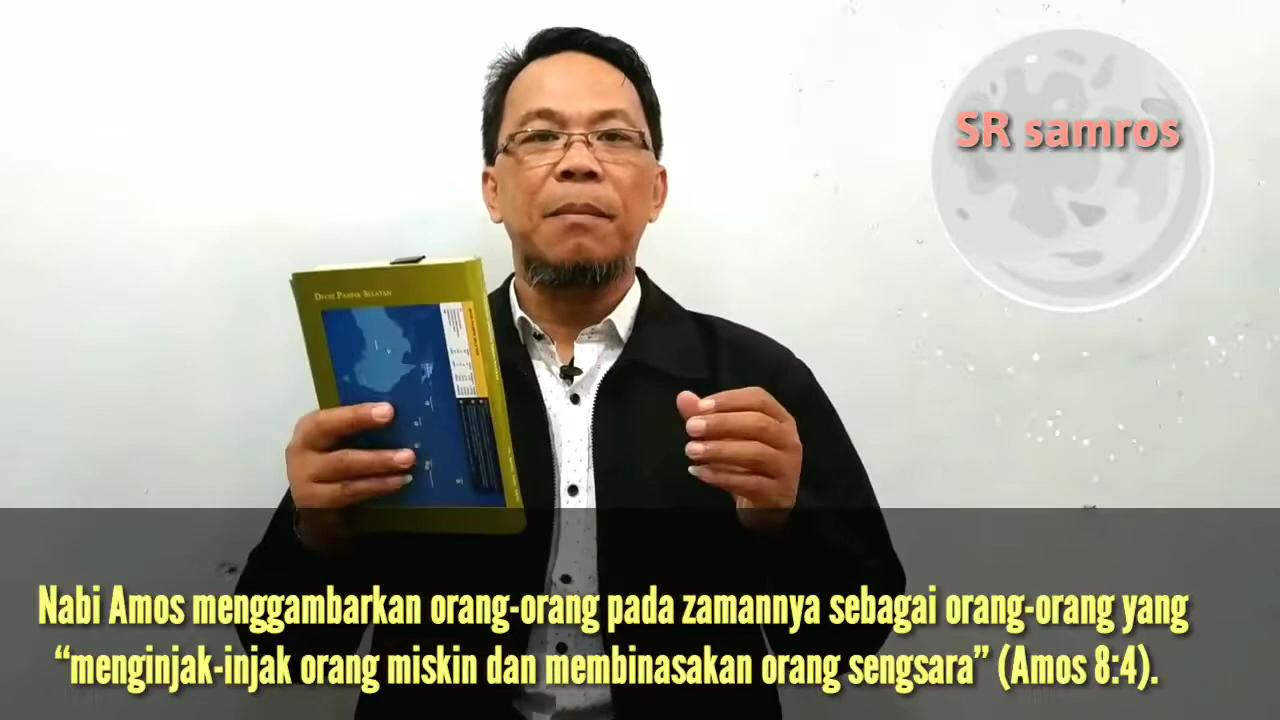 SR samros
DIVISI PASIFIK SELATAN
Nabi Amos menggambarkan orang-orang pada zamannya sebagai orang-orang yang
“menginjak-injak orang miskin dan membinasakan orang sengsara” (Amos 8:4).